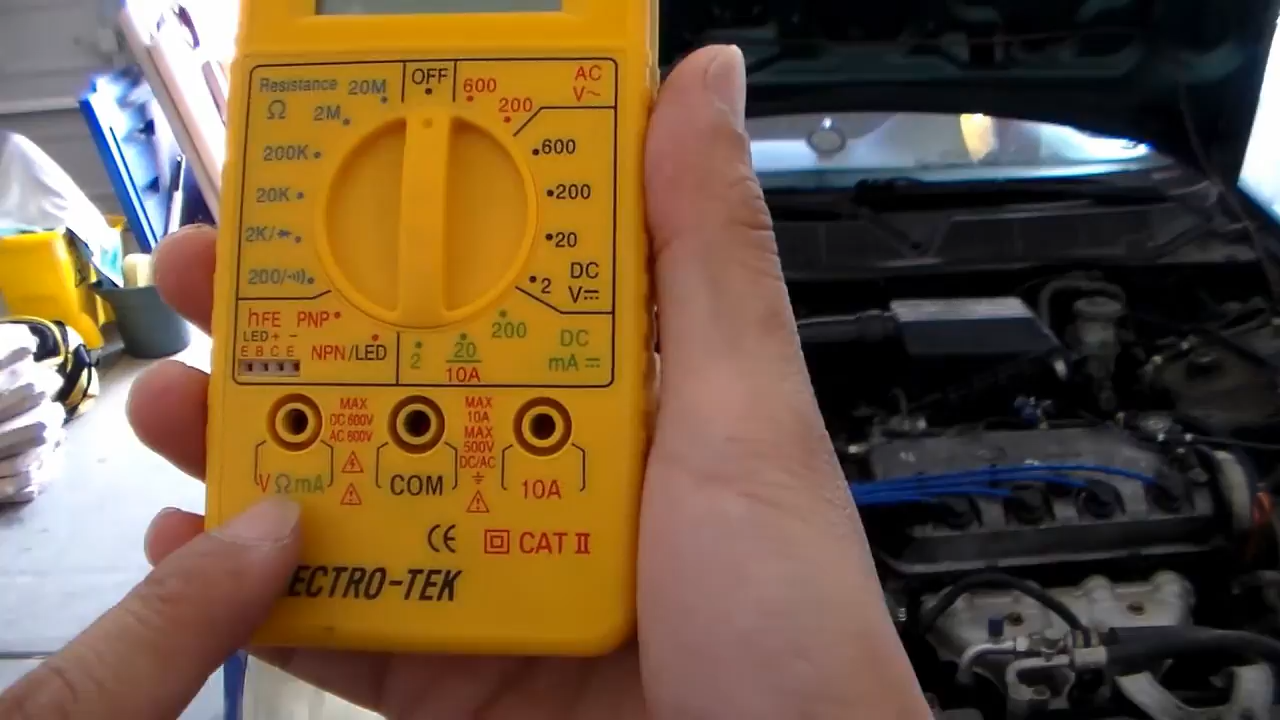 OFF
Resistance 20M
Ω 2M
200K
20K
2K/
200/
600 200
AC
V~
600
200
20
2
DC
V
hFE PNP
LED + -
E B C E
NPN/LED
2
20
10A
200
DC
mA
MAX
DC 600V
AC 600V
MAX
10A
MAX
500V
DC/AC
VΩmA
COM
10A
CE CAT II
ECTRO-TEK